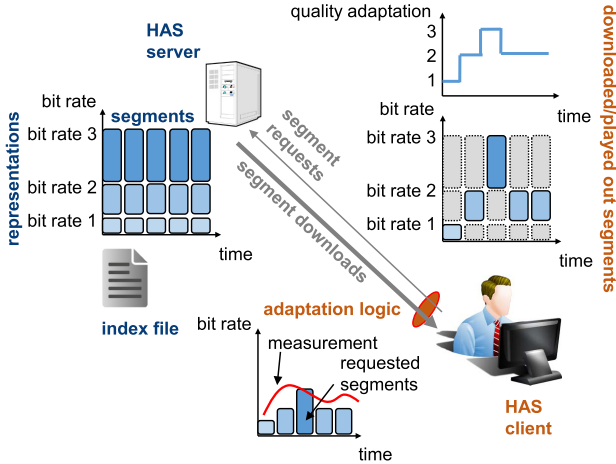 HAS
server
quality adaptation
3
2
1
time
downloaded/played out segments
representations
bit rate
segments
bit rate 3
bit rate 2
bit rate 1
time
index file
segment
requests
segment downloads
bit rate
bit rate 3
bit rate 2
bit rate 1
time
adaptation logic
bit rate
measurement
requested
segments
time
HAS
client